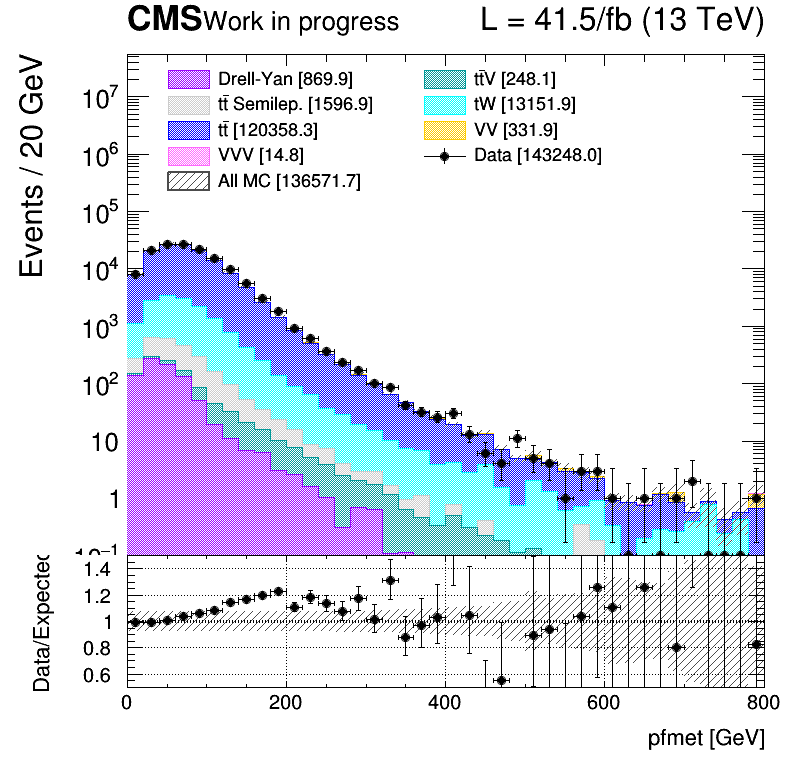 CMS Work in progress L = 41.5/fb (13 TeV)
Events / 20 GeV
Drell-Yan [869.9] tt̄V [248.1]
tt̄ Semilep. [1596.9] tW [13151.9]
tt̄ [120358.3] VV [331.9]
VVV [14.8] Data [143248.0]
All MC [136571.7]
10⁷
10⁶
10⁵
10⁴
10³
10²
10
1
10⁻¹
Data/Expected
1.4
1.2
1
0.8
0.6
0 200 400 600 800
pfmet [GeV]